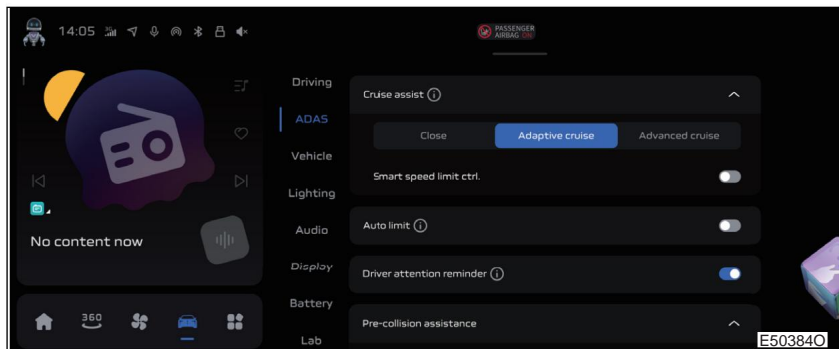 14:05 3G
PASSENGER
AIRBAG ON
No content now
360
Driving
ADAS
Vehicle
Lighting
Audio
Display
Battery
Lab
Cruise assist
Close Adaptive cruise Advanced cruise
Smart speed limit ctrl.
Auto limit
Driver attention reminder
Pre-collision assistance
E50384O